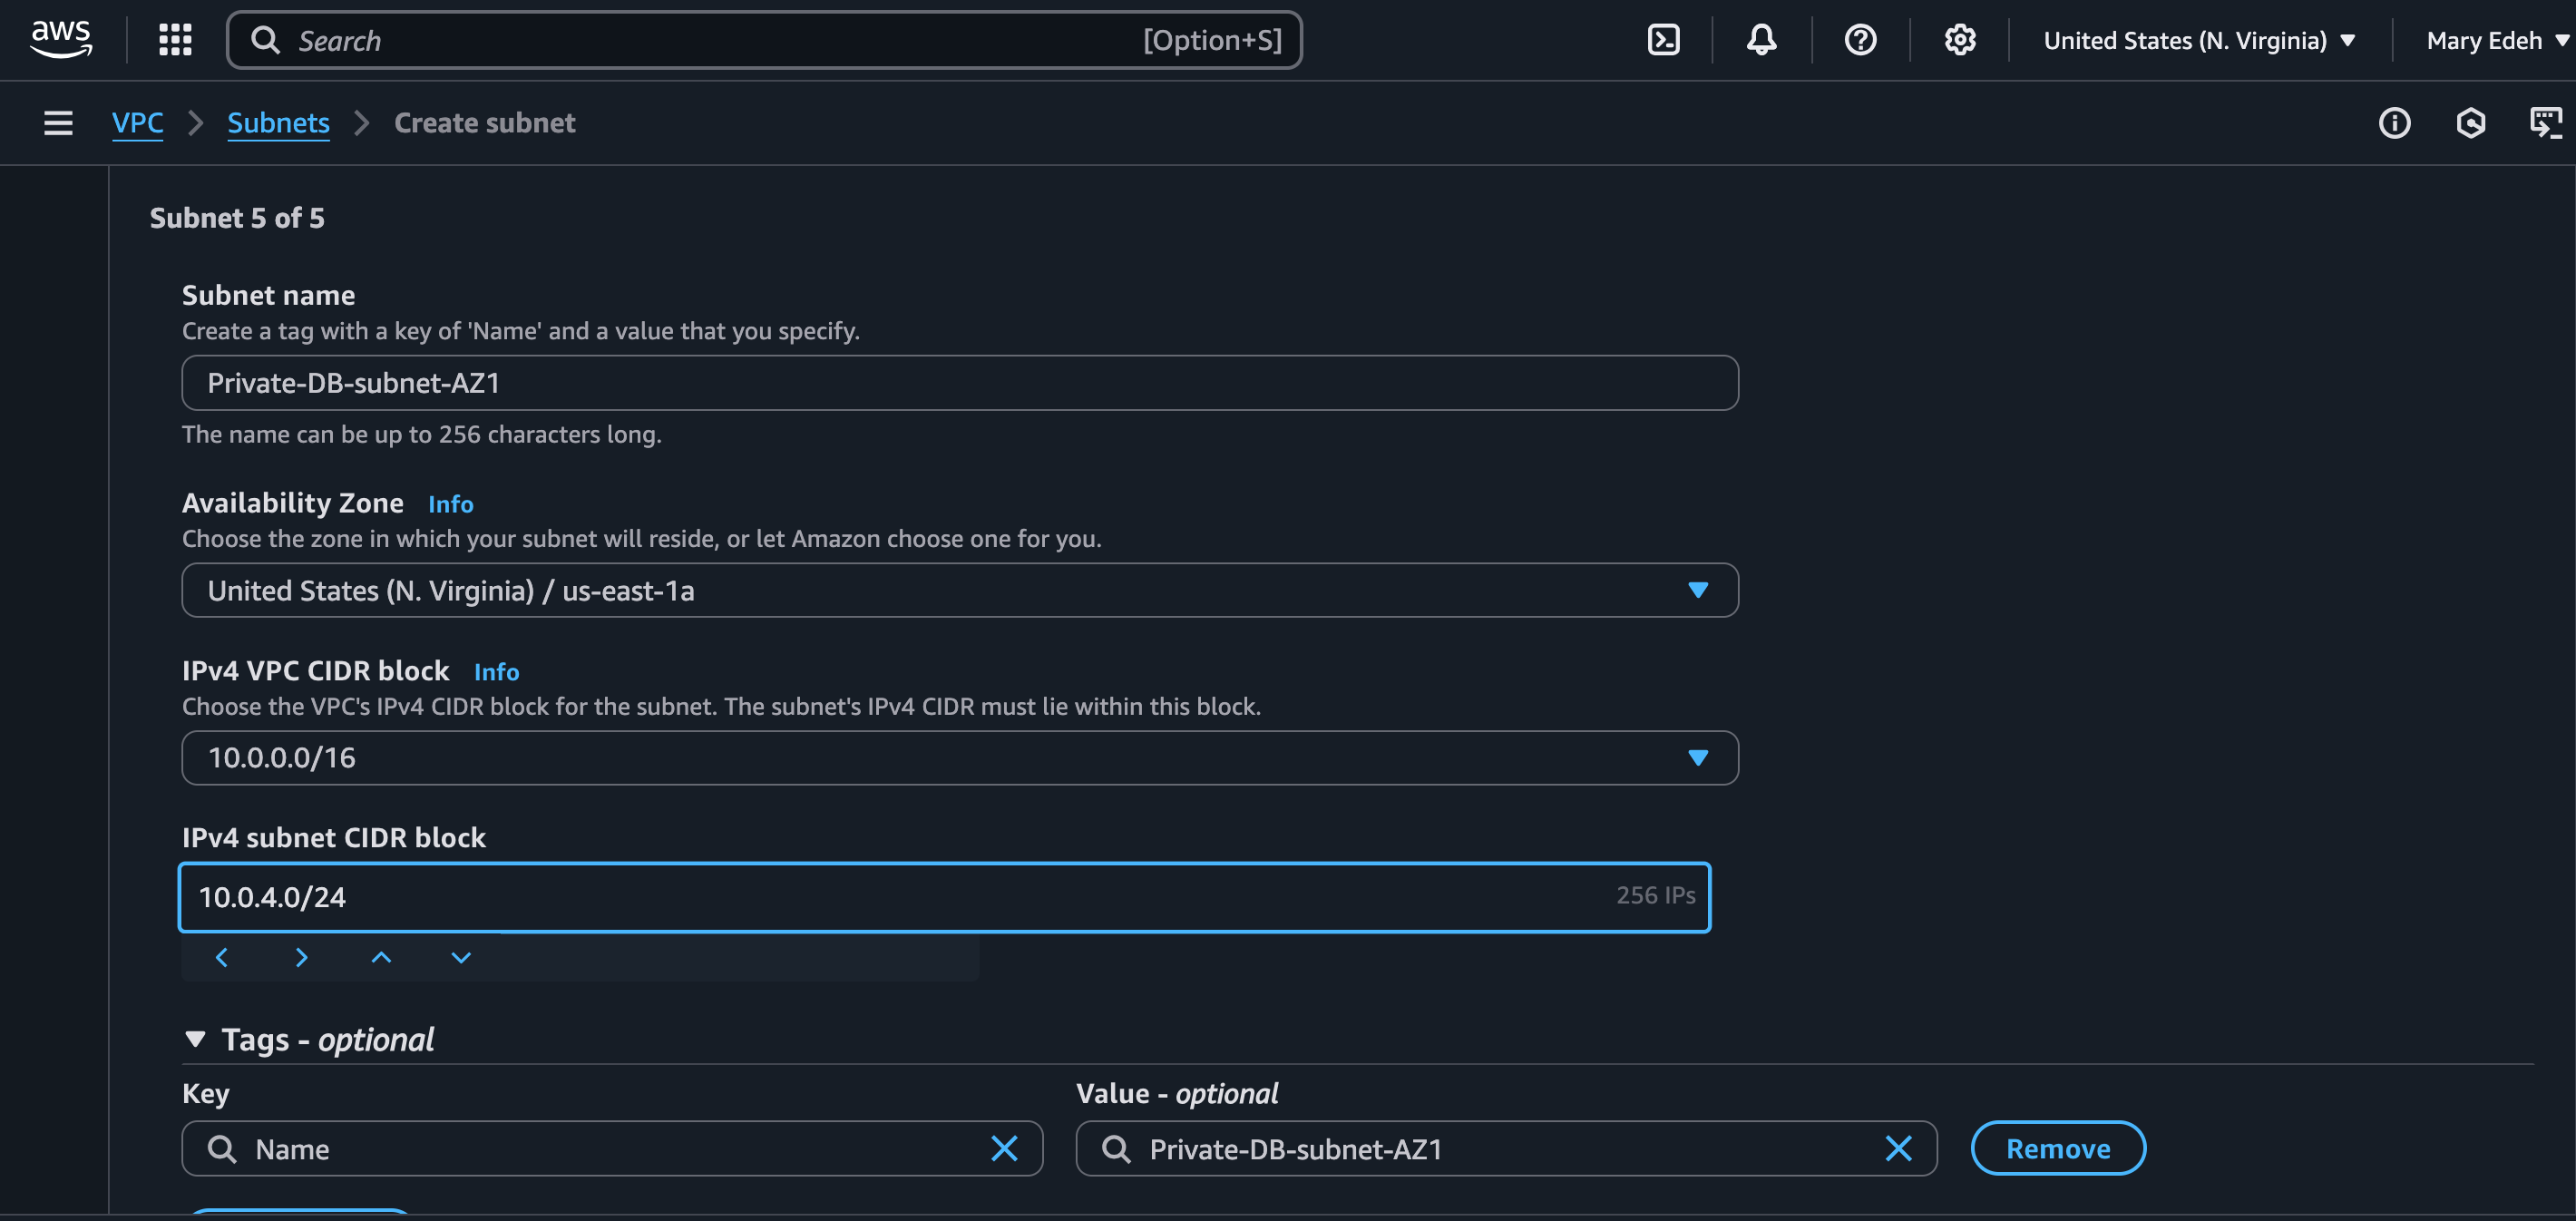 aws
Search [Option+S] United States (N. Virginia) Mary Edeh
VPC Subnets Create subnet
Subnet 5 of 5
Subnet name
Create a tag with a key of 'Name' and a value that you specify.
Private-DB-subnet-AZ1
The name can be up to 256 characters long.
Availability Zone Info
Choose the zone in which your subnet will reside, or let Amazon choose one for you.
United States (N. Virginia) / us-east-1a
IPv4 VPC CIDR block Info
Choose the VPC's IPv4 CIDR block for the subnet. The subnet's IPv4 CIDR must lie within this block.
10.0.0.0/16
IPv4 subnet CIDR block
10.0.4.0/24 256 IPs
Tags - optional
Key Value - optional
Name Private-DB-subnet-AZ1 Remove